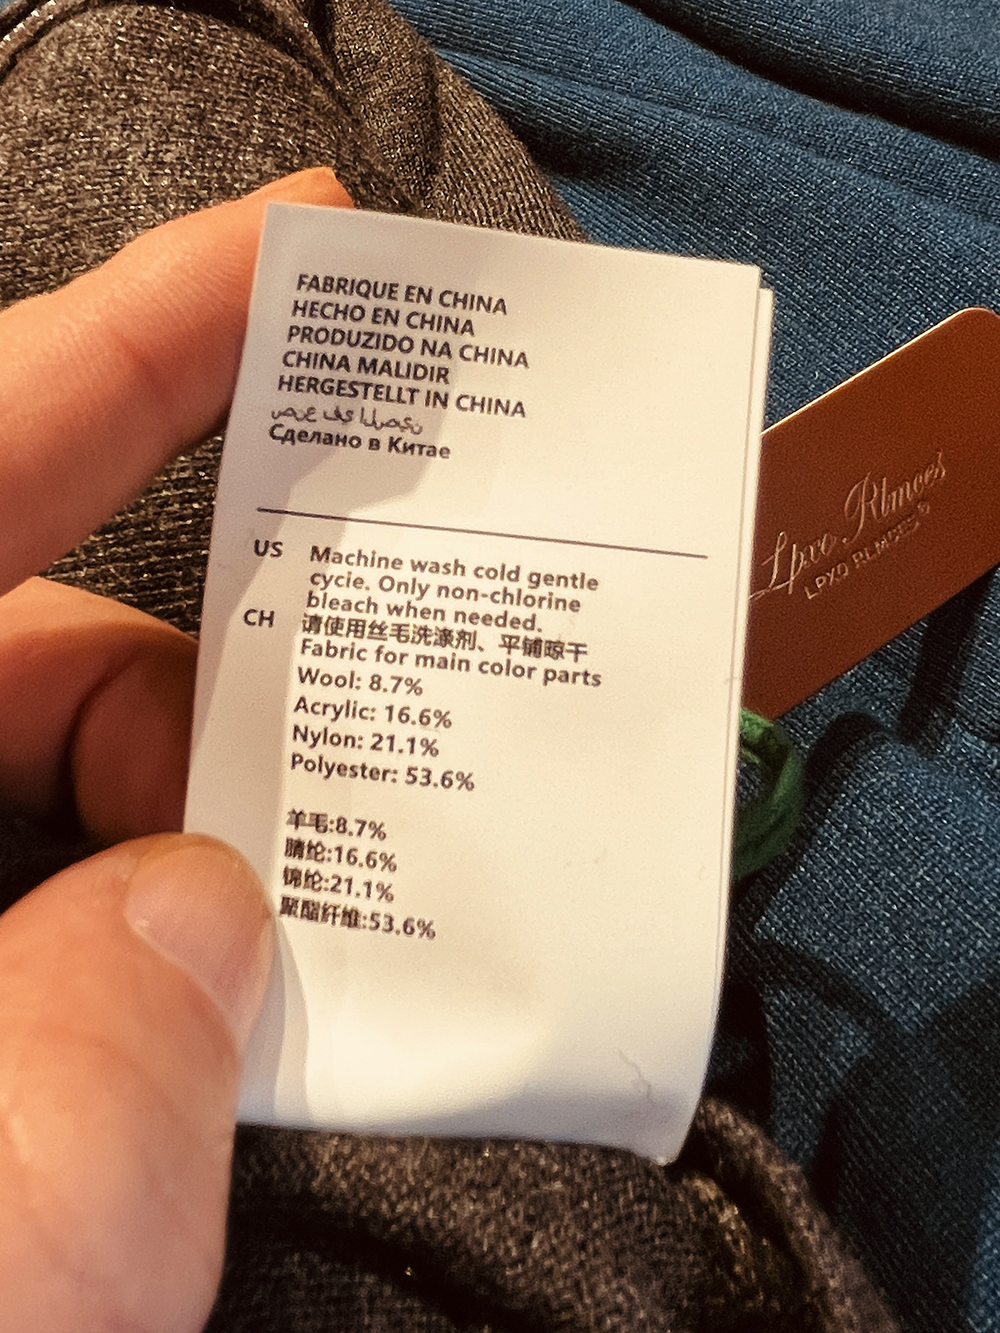 FABRIQUE EN CHINA
HECHO EN CHINA
PRODUZIDO NA CHINA
CHINA MALIDIR
HERGESTELLT IN CHINA
صنع في الصين
Сделано в Китае
US Machine wash cold gentle
cycie. Only non-chlorine
bleach when needed.
CH 请使用丝毛洗涤剂、平铺晾干
Fabric for main color parts
Wool: 8.7%
Acrylic: 16.6%
Nylon: 21.1%
Polyester: 53.6%
羊毛:8.7%
腈纶:16.6%
锦纶:21.1%
聚酯纤维:53.6%
Lpxo Rlmces
LPXO RLMCES